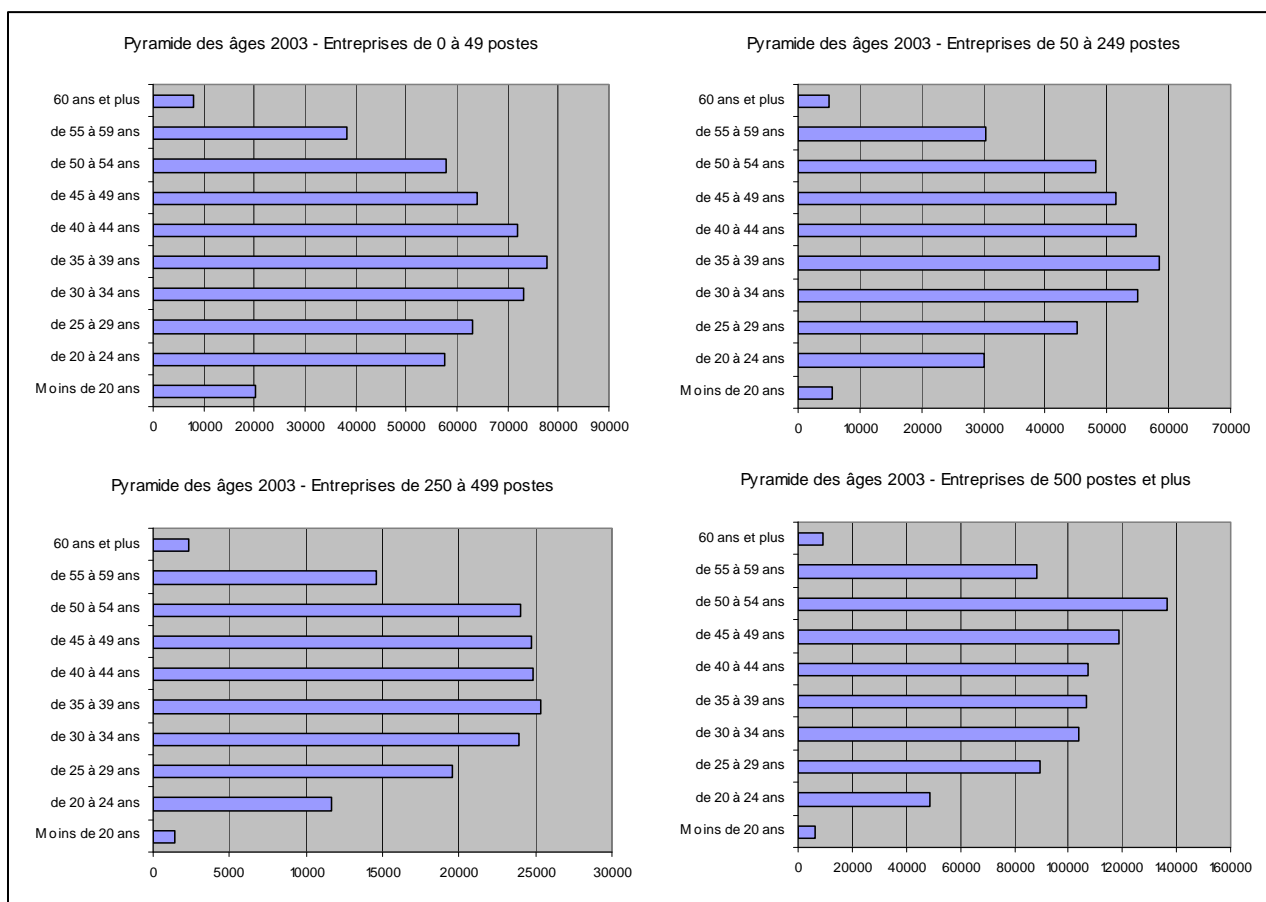 Pyramide des âges 2003 - Entreprises de 0 à 49 postes
60 ans et plus
de 55 à 59 ans
de 50 à 54 ans
de 45 à 49 ans
de 40 à 44 ans
de 35 à 39 ans
de 30 à 34 ans
de 25 à 29 ans
de 20 à 24 ans
Moins de 20 ans
0 10000 20000 30000 40000 50000 60000 70000 80000 90000
Pyramide des âges 2003 - Entreprises de 50 à 249 postes
60 ans et plus
de 55 à 59 ans
de 50 à 54 ans
de 45 à 49 ans
de 40 à 44 ans
de 35 à 39 ans
de 30 à 34 ans
de 25 à 29 ans
de 20 à 24 ans
Moins de 20 ans
0 10000 20000 30000 40000 50000 60000 70000
Pyramide des âges 2003 - Entreprises de 250 à 499 postes
60 ans et plus
de 55 à 59 ans
de 50 à 54 ans
de 45 à 49 ans
de 40 à 44 ans
de 35 à 39 ans
de 30 à 34 ans
de 25 à 29 ans
de 20 à 24 ans
Moins de 20 ans
0 5000 10000 15000 20000 25000 30000
Pyramide des âges 2003 - Entreprises de 500 postes et plus
60 ans et plus
de 55 à 59 ans
de 50 à 54 ans
de 45 à 49 ans
de 40 à 44 ans
de 35 à 39 ans
de 30 à 34 ans
de 25 à 29 ans
de 20 à 24 ans
Moins de 20 ans
0 20000 40000 60000 80000 100000 120000 140000 160000